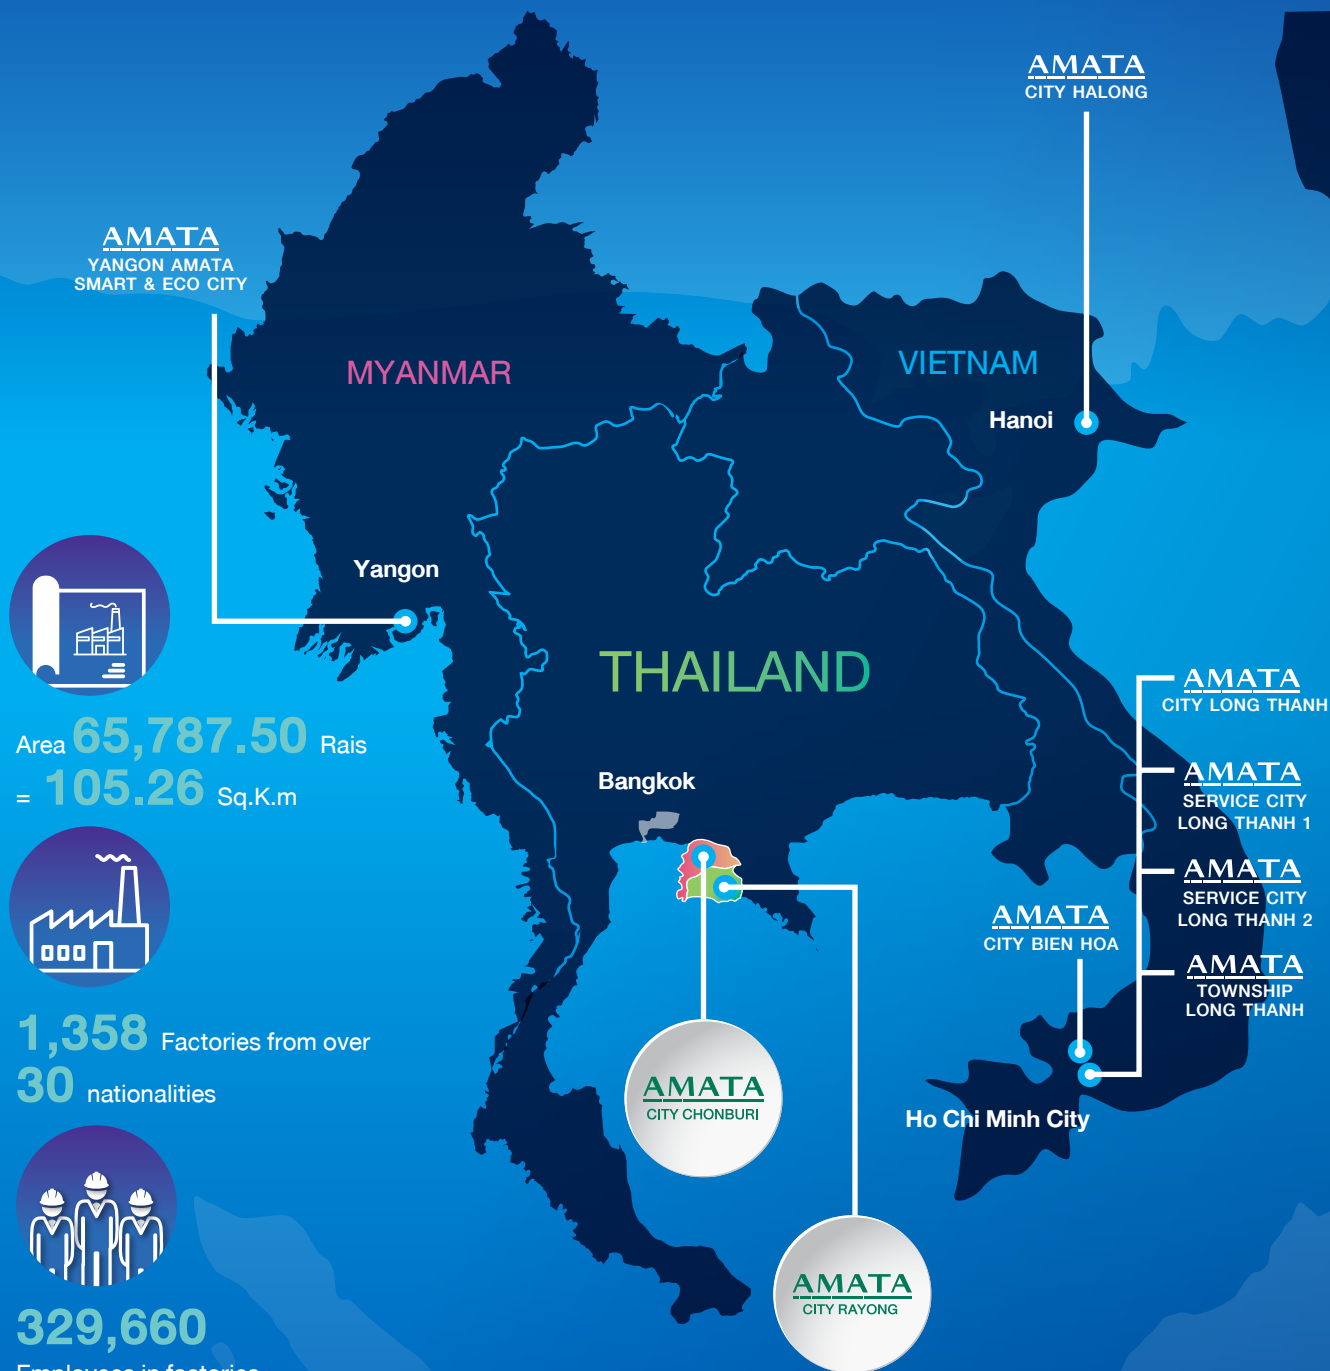 AMATA
CITY HALONG
AMATA
YANGON AMATA
SMART & ECO CITY
MYANMAR
VIETNAM
Hanoi
Yangon
THAILAND
Bangkok
Area 65,787.50 Rais
= 105.26 Sq.K.m
1,358 Factories from over
30 nationalities
329,660
Employees in factories
AMATA
CITY LONG THANH
AMATA
SERVICE CITY
LONG THANH 1
AMATA
SERVICE CITY
LONG THANH 2
AMATA
TOWNSHIP
LONG THANH
AMATA
CITY BIEN HOA
Ho Chi Minh City
AMATA
CITY CHONBURI
AMATA
CITY RAYONG